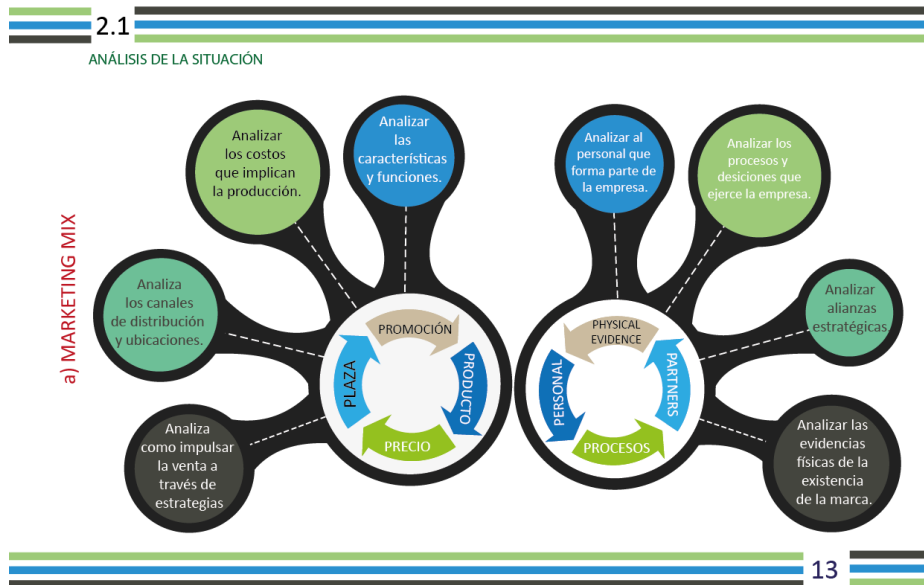 2.1
ANÁLISIS DE LA SITUACIÓN
a) MARKETING MIX
Analizar
las
características
y funciones.
Analizar
los costos
que implican
la producción.
Analiza
los canales
de distribución
y ubicaciones.
Analiza
como impulsar
la venta a
través de
estrategias
PROMOCIÓN
PRODUCTO
PRECIO
PLAZA
Analizar al
personal que
forma parte de
la empresa.
Analizar los
procesos y
desiciones que
ejerce la empresa.
Analizar
alianzas
estratégicas.
Analizar las
evidencias
físicas de la
existencia
de la marca.
PHYSICAL
EVIDENCE
PARTNERS
PROCESOS
PERSONAL
13